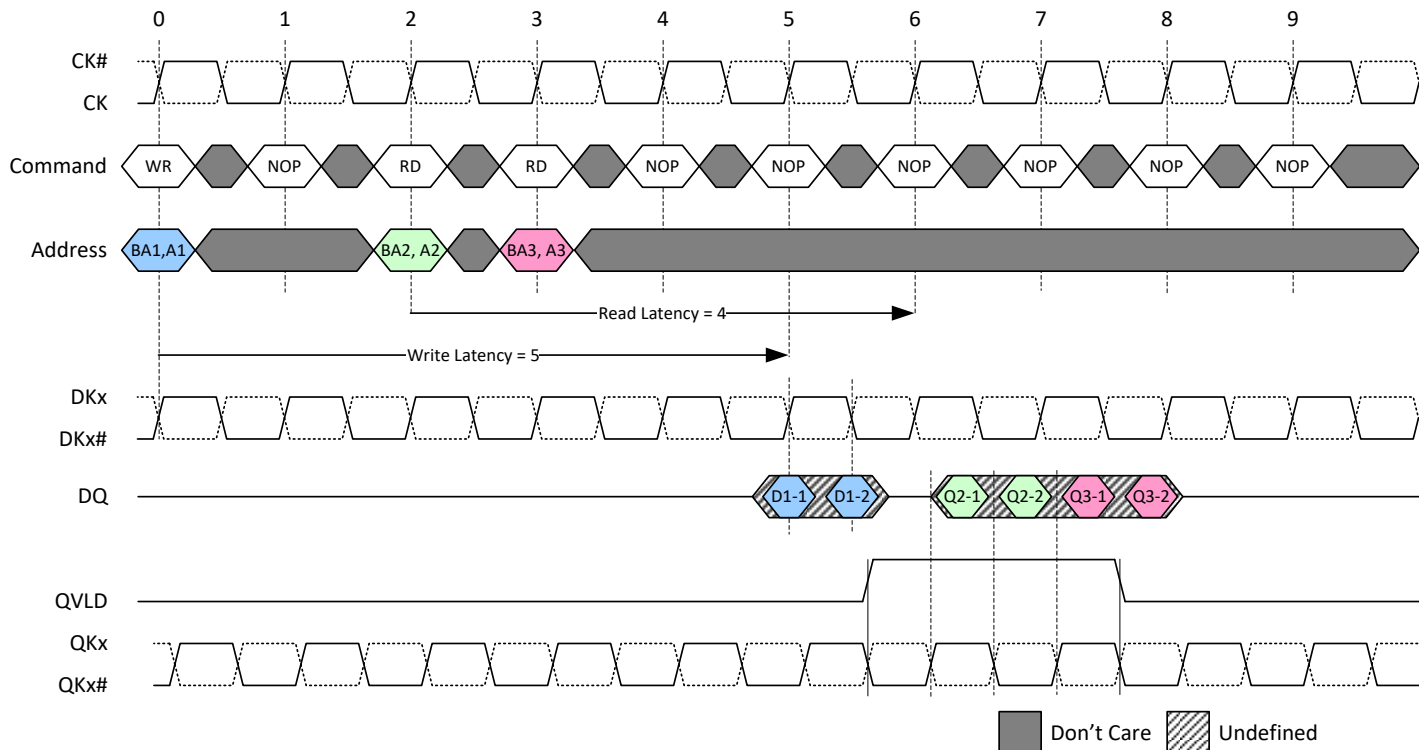 0 1 2 3 4 5 6 7 8 9
CK#
CK
Command WR NOP RD RD NOP NOP NOP NOP NOP NOP
Address BA1,A1 BA2, A2 BA3, A3
Read Latency = 4
Write Latency = 5
DKx
DKx#
DQ D1-1 D1-2 Q2-1 Q2-2 Q3-1 Q3-2
QVLD
QKx
QKx#
Don't Care Undefined